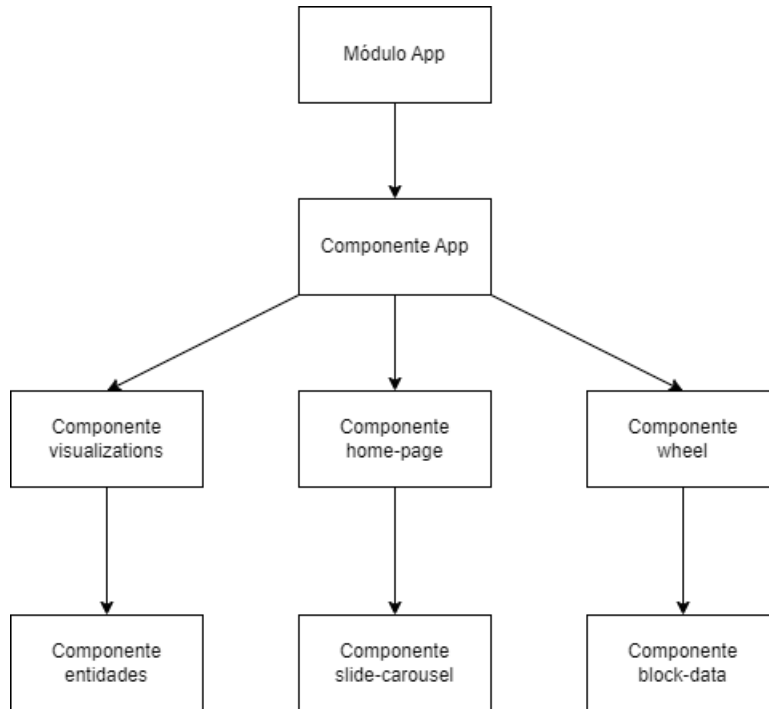 Módulo App
Componente App
Componente
visualizations
Componente
home-page
Componente
wheel
Componente
entidades
Componente
slide-carousel
Componente
block-data